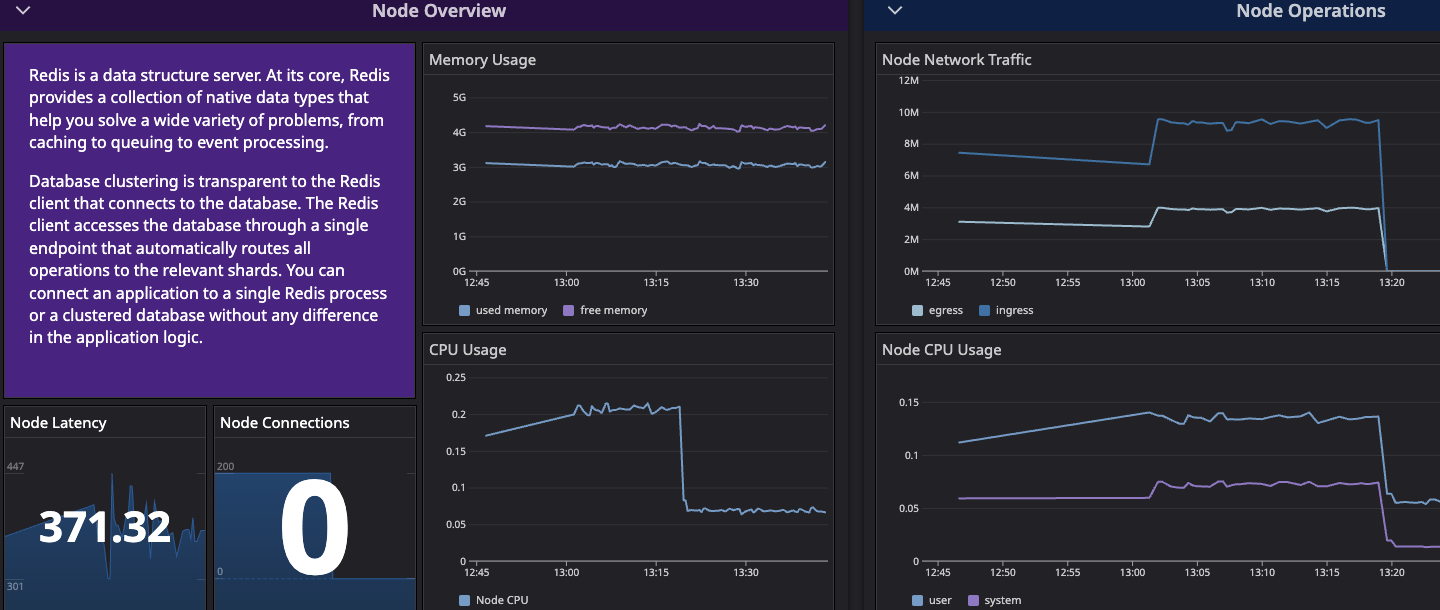 Node Overview
Redis is a data structure server. At its core, Redis
provides a collection of native data types that
help you solve a wide variety of problems, from
caching to queuing to event processing.
Database clustering is transparent to the Redis
client that connects to the database. The Redis
client accesses the database through a single
endpoint that automatically routes all
operations to the relevant shards. You can
connect an application to a single Redis process
or a clustered database without any difference
in the application logic.
Node Latency
447
371.32
301
Node Connections
200
0
0
Memory Usage
5G
4G
3G
2G
1G
0G
12:45 13:00 13:15 13:30
used memory free memory
CPU Usage
0.25
0.2
0.15
0.1
0.05
0
12:45 13:00 13:15 13:30
Node CPU
Node Operations
Node Network Traffic
12M
10M
8M
6M
4M
2M
0M
12:45 12:50 12:55 13:00 13:05 13:10 13:15 13:20
egress ingress
Node CPU Usage
0.15
0.1
0.05
0
12:45 12:50 12:55 13:00 13:05 13:10 13:15 13:20
user system